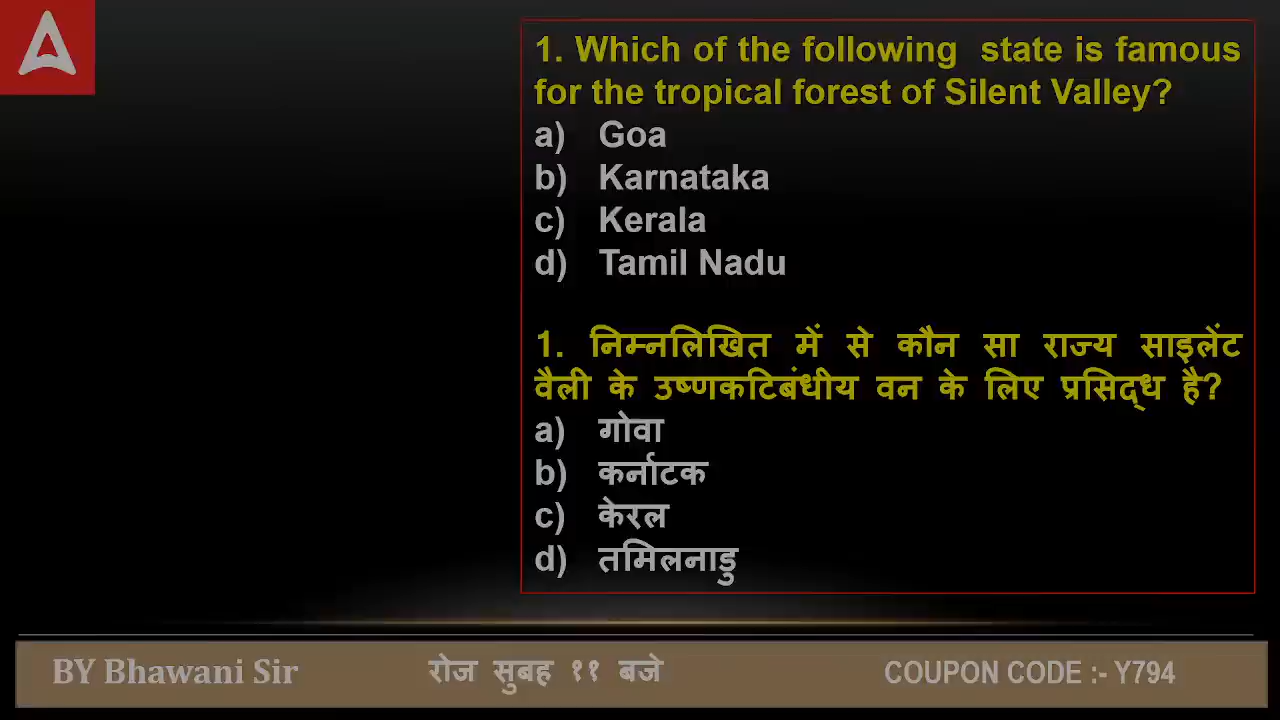 1. Which of the following state is famous
for the tropical forest of Silent Valley?
a) Goa
b) Karnataka
c) Kerala
d) Tamil Nadu
1. निम्नलिखित में से कौन सा राज्य साइलेंट
वैली के उष्णकटिबंधीय वन के लिए प्रसिद्ध है?
a) गोवा
b) कर्नाटक
c) केरल
d) तमिलनाडु
BY Bhawani Sir रोज सुबह ११ बजे COUPON CODE :- Y794